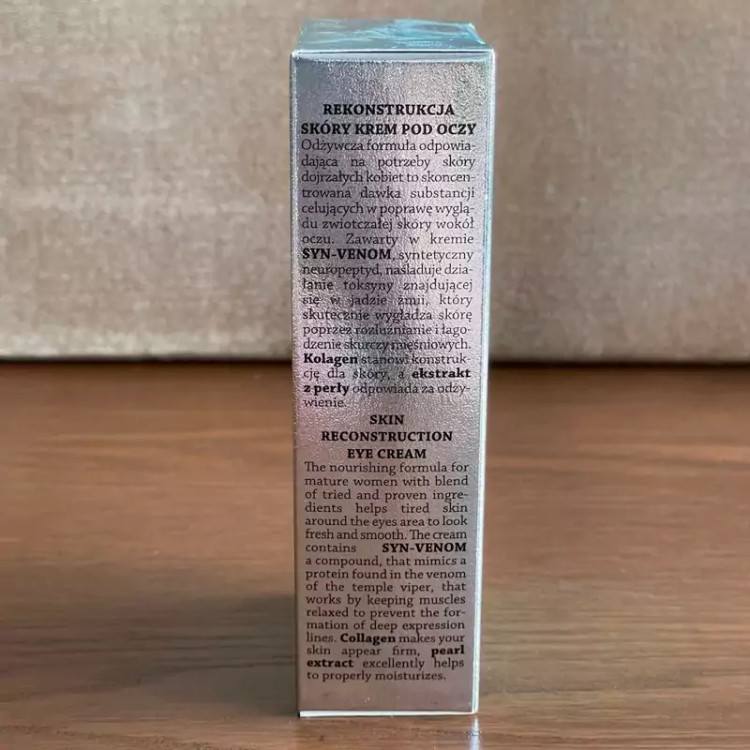 REKONSTRUKCJA
SKÓRY KREM POD OCZY
Odżywcza formuła odpowia-
dająca na potrzeby skóry
dojrzałych kobiet to skoncen-
trowana dawka substancji
celujących w poprawę wyglą-
du zwiotczałej skóry wokół
oczu. Zawarty w kremie
SYN-VENOM, syntetyczny
neuropeptyd, naśladuje dzia-
łanie toksyny znajdującej
się w jadzie żmii, który
skutecznie wygładza skórę
poprzez rozluźnianie i łago-
dzenie skurczy mięśniowych.
Kolagen stanowi konstruk-
cję dla skóry, a ekstrakt
z perły odpowiada za odży-
wienie.
SKIN
RECONSTRUCTION
EYE CREAM
The nourishing formula for
mature women with blend
of tried and proven ingre-
dients helps tired skin
around the eyes area to look
fresh and smooth. The cream
contains SYN-VENOM
a compound, that mimics a
protein found in the venom
of the temple viper, that
works by keeping muscles
relaxed to prevent the for-
mation of deep expression
lines. Collagen makes your
skin appear firm, pearl
extract excellently helps
to properly moisturizes.